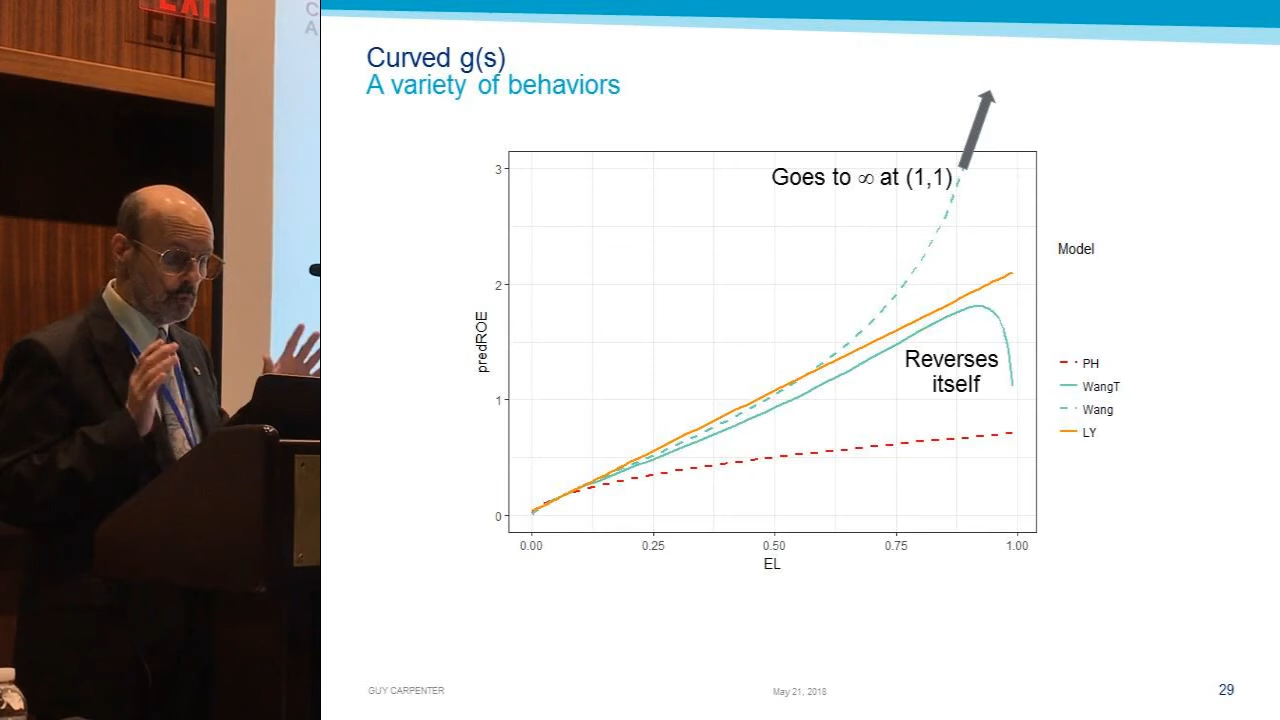 EXIT
C
A
Curved g(s)
A variety of behaviors
Goes to ∞ at (1,1)
Reverses
itself
predROE
3
2
1
0
0.00
0.25
0.50
0.75
1.00
EL
Model
PH
WangT
Wang
LY
GUY CARPENTER
May 21, 2018
29